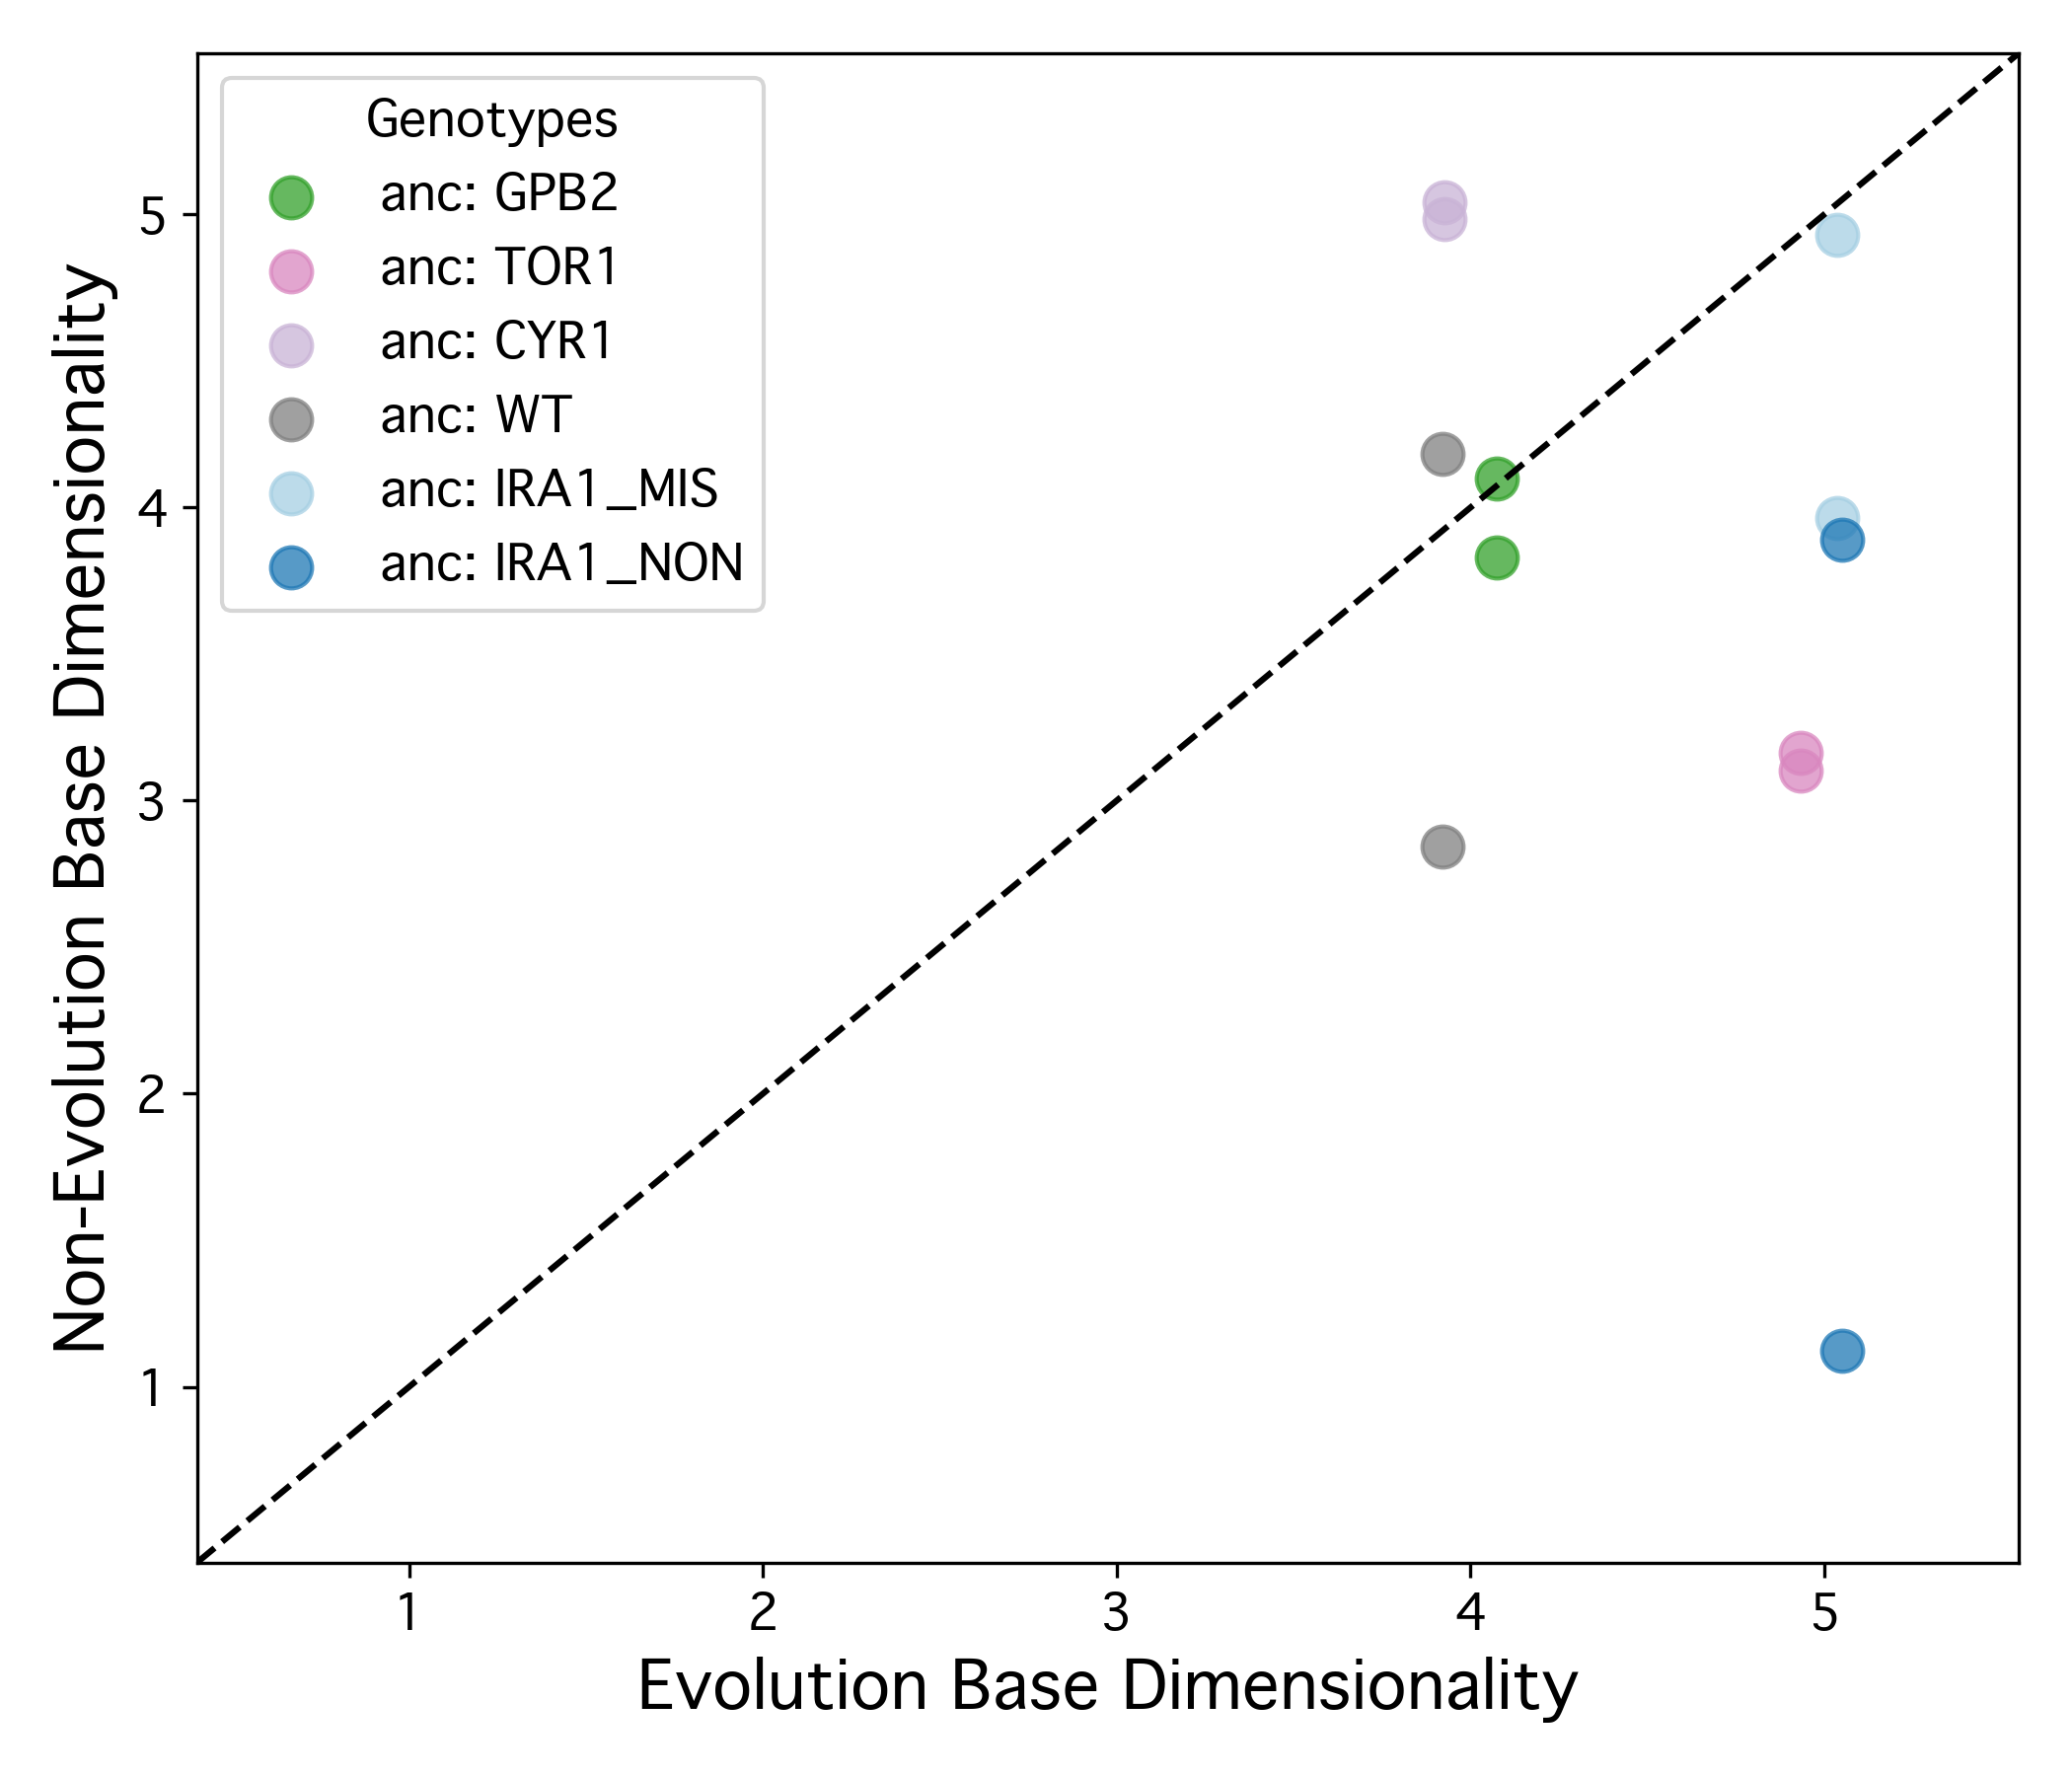 Genotypes
anc: GPB2
anc: TOR1
anc: CYR1
anc: WT
anc: IRA1_MIS
anc: IRA1_NON
Non-Evolution Base Dimensionality
5
4
3
2
1
1 2 3 4 5
Evolution Base Dimensionality